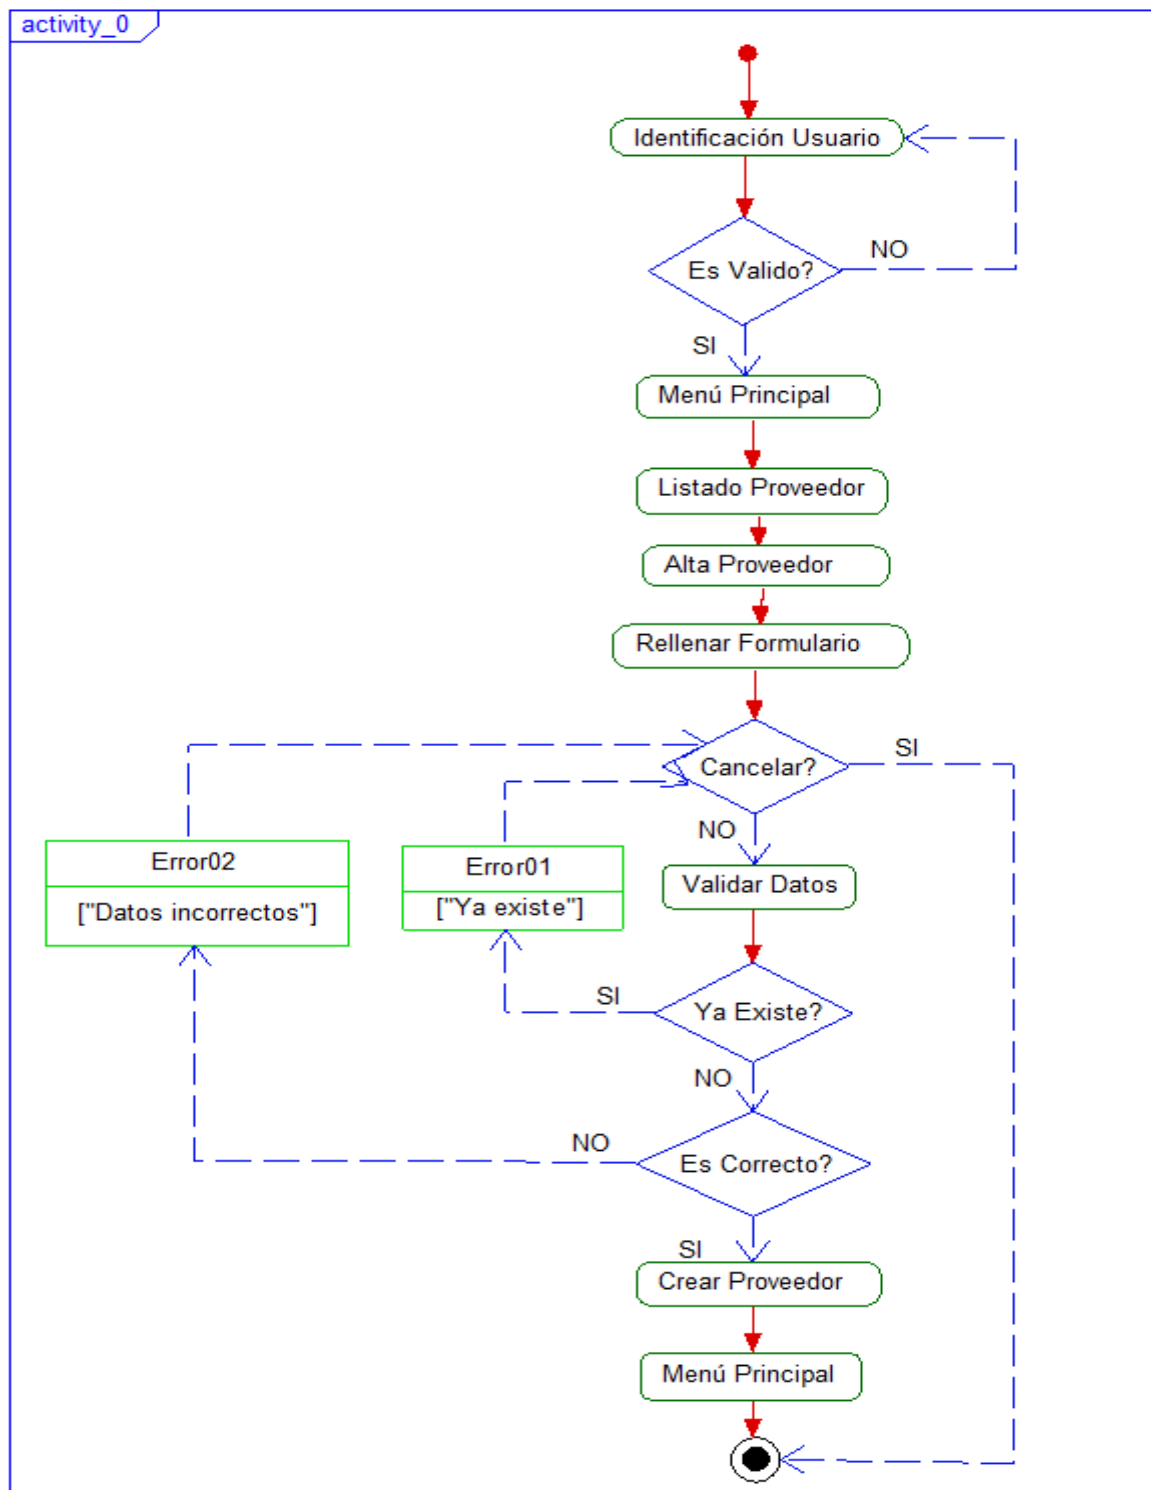 activity_0
Identificación Usuario
Es Valido?
NO
SI
Menú Principal
Listado Proveedor
Alta Proveedor
Rellenar Formulario
Cancelar?
SI
NO
Error02
["Datos incorrectos"]
Error01
["Ya existe"]
Validar Datos
Ya Existe?
SI
NO
Es Correcto?
NO
SI
Crear Proveedor
Menú Principal